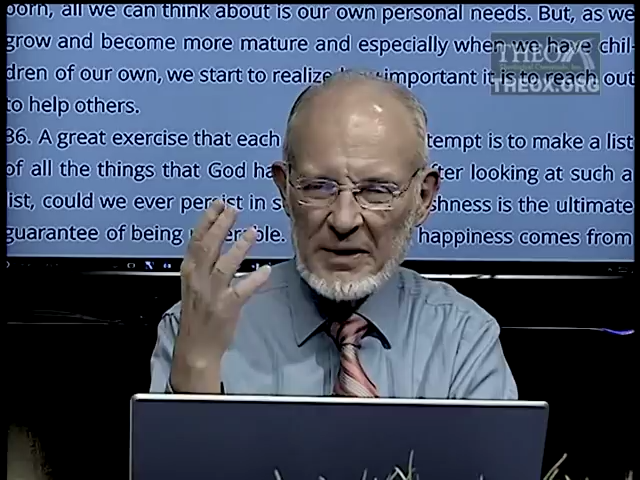 born, all we can think about is our own personal needs. But, as we
grow and become more mature and especially when we have chil-
dren of our own, we start to realize how important it is to reach out
to help others.
36. A great exercise that each tempt is to make a list
of all the things that God ha fter looking at such a
list, could we ever persist in s shness is the ultimate
guarantee of being miserable. happiness comes from
THEOX
THEOX.ORG